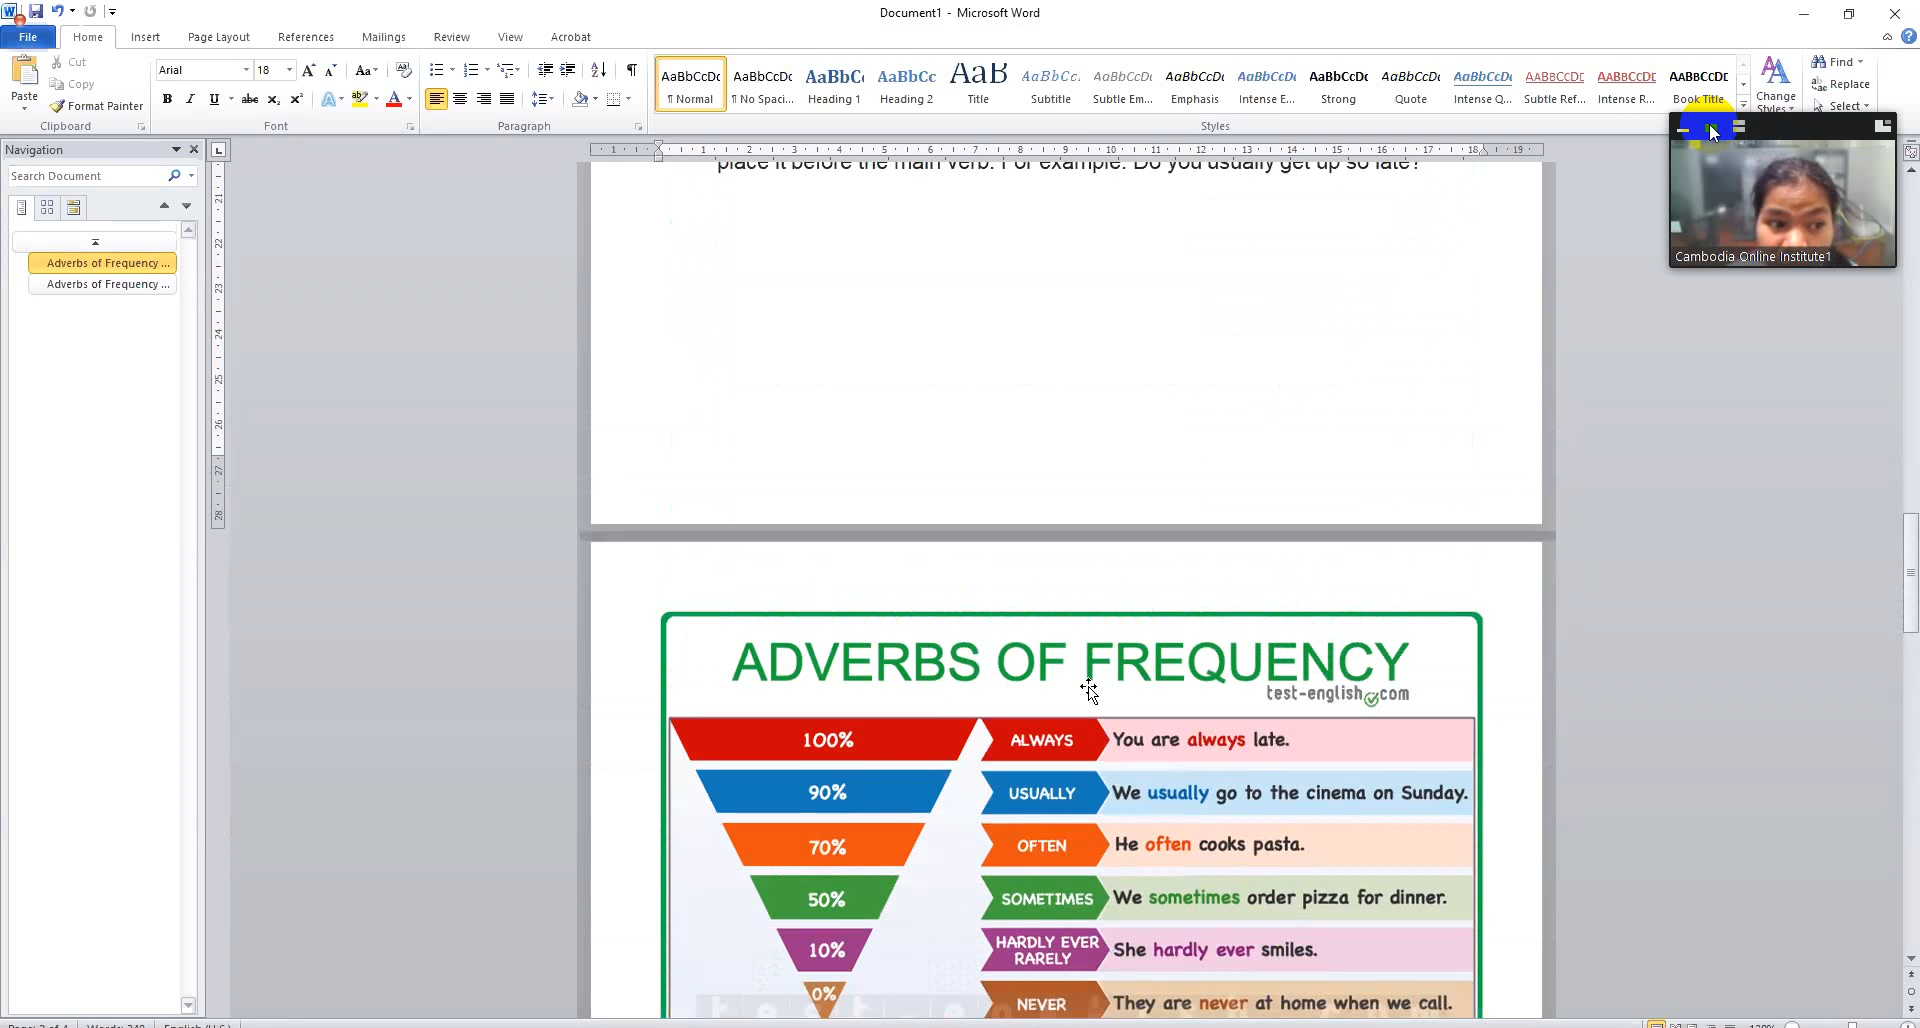 Document1 - Microsoft Word
File Home Insert Page Layout References Mailings Review View Acrobat
Paste
Cut
Copy
Format Painter
Clipboard
Arial 18
Font
Paragraph
AaBbCcDc AaBbCcDc AaBbCc AaBbCc AaB AaBbCc. AaBbCcDc AaBbCcDc AaBbCcDc AaBbCcDc AaBbCcDc AaBbCcDc AABBCCDC AABBCCDC AABBCCDC
¶ Normal ¶ No Spaci... Heading 1 Heading 2 Title Subtitle Subtle Em... Emphasis Intense E... Strong Quote Intense Q... Subtle Ref... Intense R... Book Title
Change Styles
Styles
Find
Replace
Select
Navigation
Search Document
Adverbs of Frequency ...
Adverbs of Frequency ...
Cambodia Online Institute1
place it before the main verb. For example: Do you usually get up so late?
ADVERBS OF FREQUENCY
test-english.com
100% ALWAYS You are always late.
90% USUALLY We usually go to the cinema on Sunday.
70% OFTEN He often cooks pasta.
50% SOMETIMES We sometimes order pizza for dinner.
10% HARDLY EVER RARELY She hardly ever smiles.
0% NEVER They are never at home when we call.